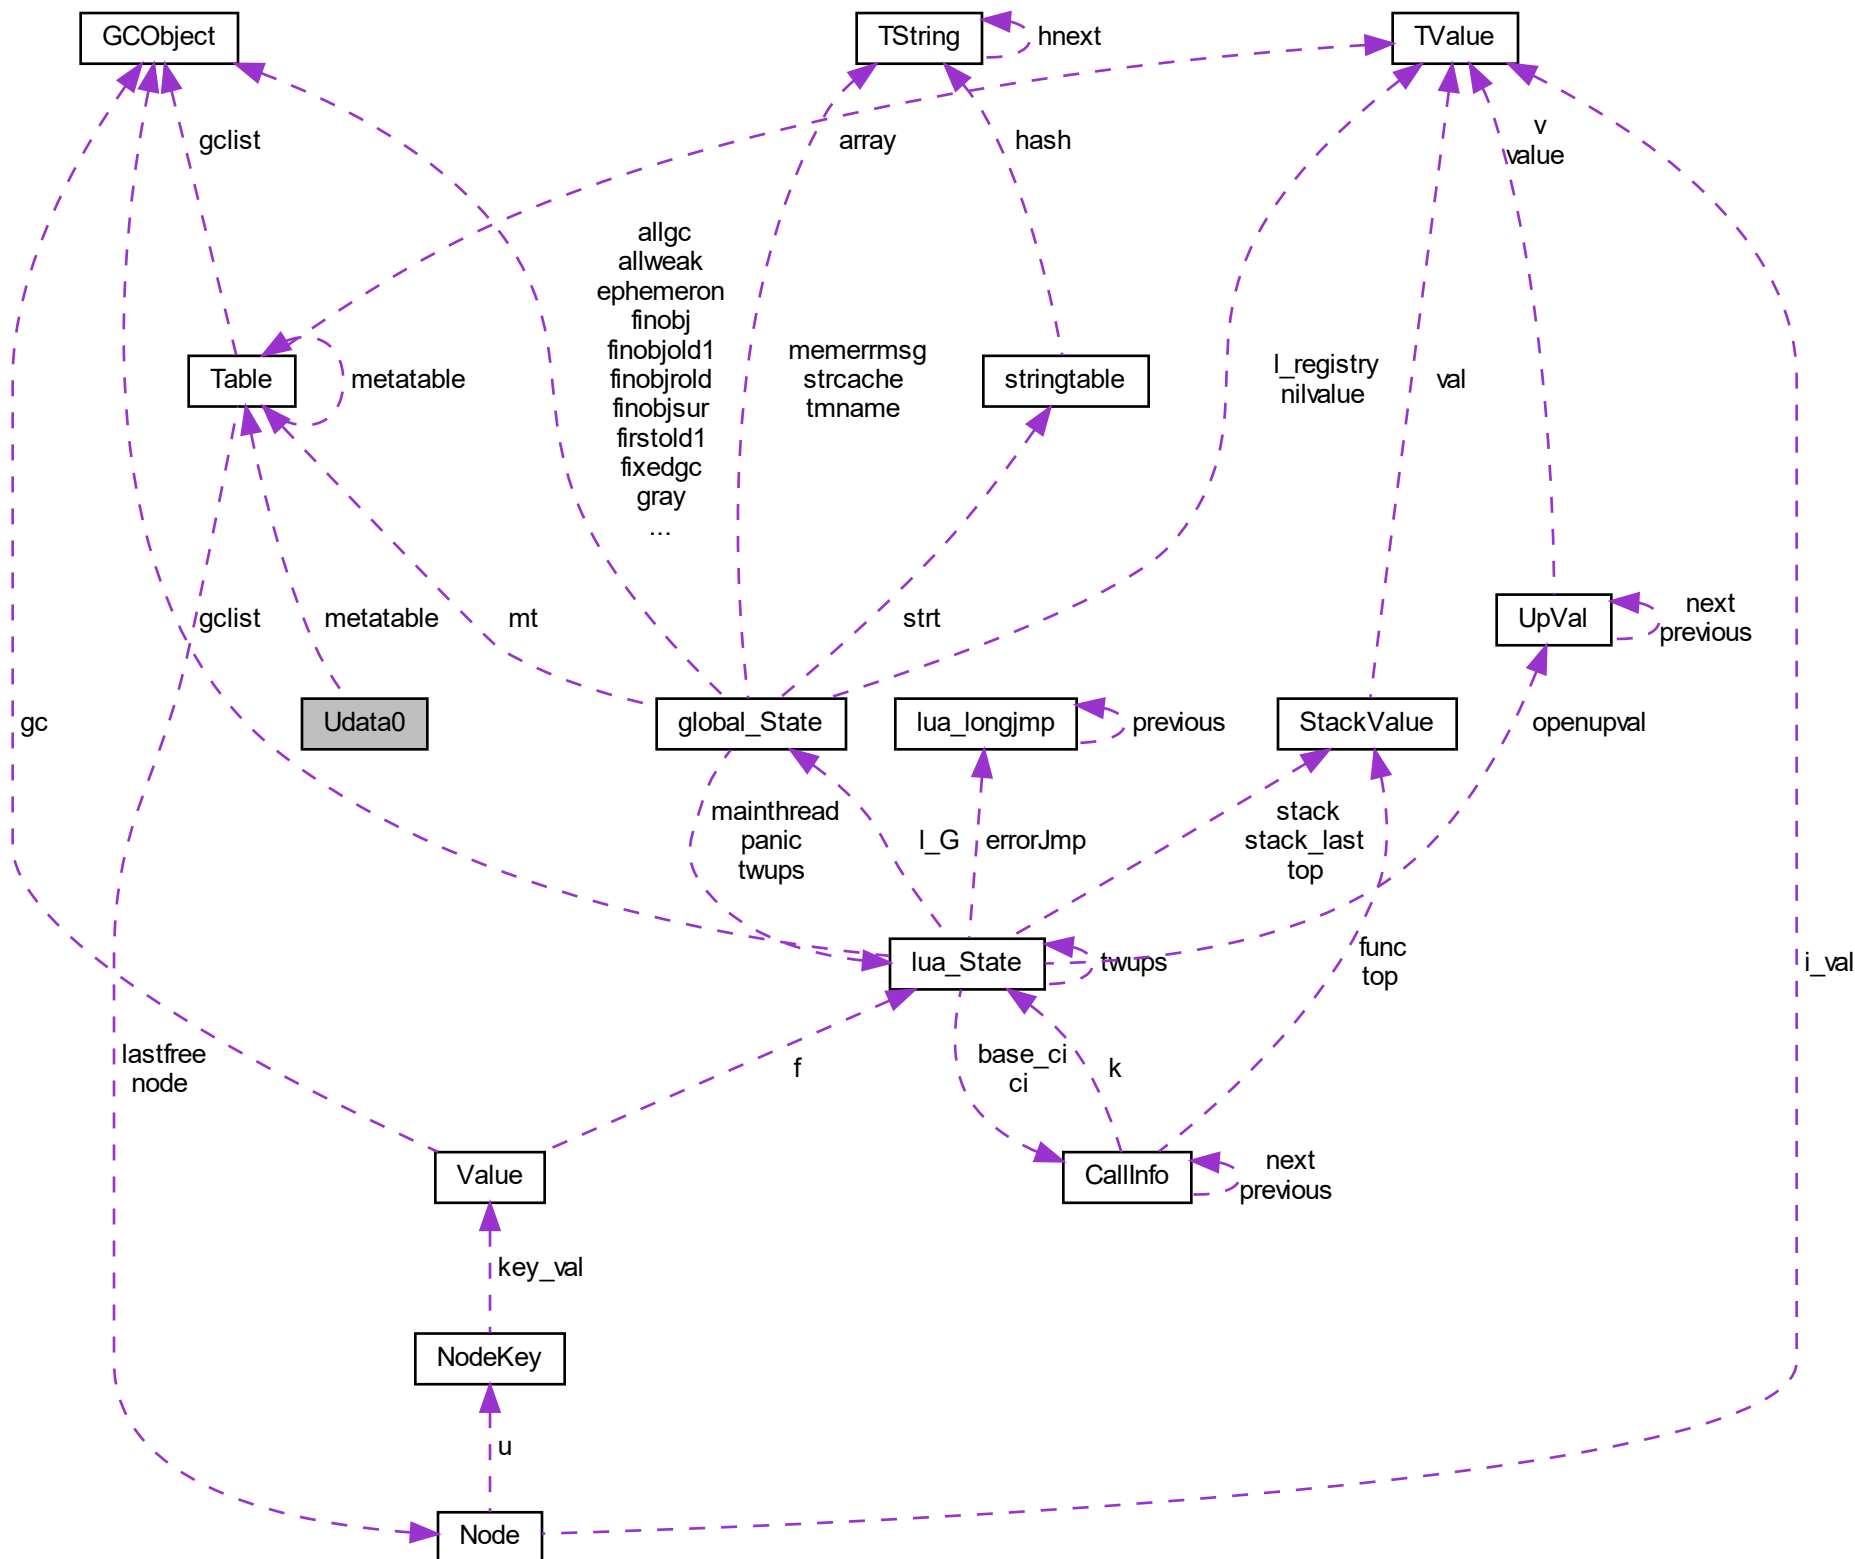 GCObject
TString
hnext
TValue
gclist
array
hash
v
value
allgc
allweak
ephemeron
finobj
finobjold1
finobjrold
finobjsur
firstold1
fixedgc
gray
...
Table
metatable
memerrmsg
strcache
tmname
stringtable
l_registry
nilvalue
val
gclist
metatable
mt
strt
UpVal
next
previous
gc
Udata0
global_State
lua_longjmp
previous
StackValue
openupval
mainthread
panic
twups
l_G
errorJmp
stack
stack_last
top
lua_State
twups
func
top
i_val
lastfree
node
f
base_ci
ci
k
Value
CallInfo
next
previous
key_val
NodeKey
u
Node